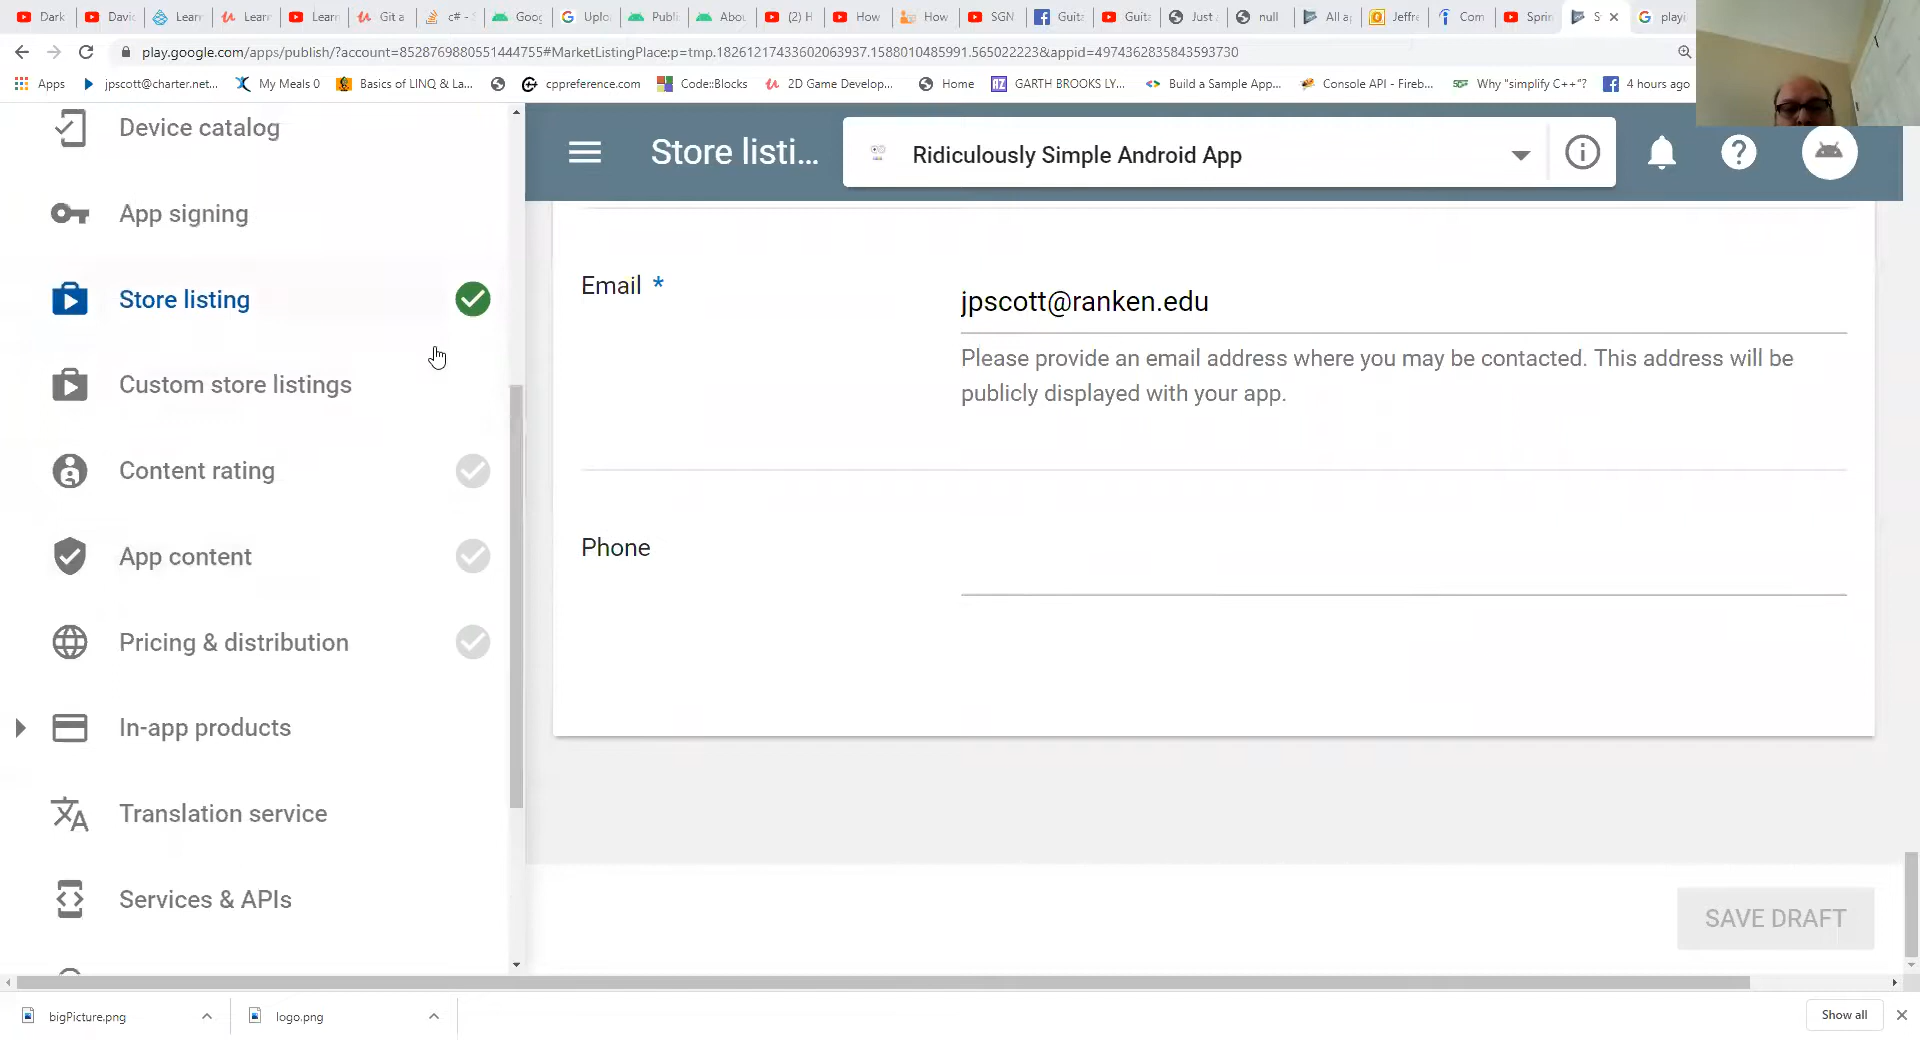 Dark
Davic
Learn
Learn
Learn
Git a
c# - S
Goog
Uplo
Publi
Abou
(2) H
How
How
SGN
Guita
Guita
Just a
null
All ap
Jeffre
Com
Sprin
S
playi
play.google.com/apps/publish/?account=8528769880551444755#MarketListingPlace:p=tmp.18261217433602063937.1588010485991.565022223&appid=4974362835843593730
Apps
jpscott@charter.net...
My Meals 0
Basics of LINQ & La...
cppreference.com
Code::Blocks
2D Game Develop...
Home
GARTH BROOKS LY...
Build a Sample App...
Console API - Fireb...
Why "simplify C++"?
4 hours ago
Device catalog
App signing
Store listing
Custom store listings
Content rating
App content
Pricing & distribution
In-app products
Translation service
Services & APIs
Store listi...
Ridiculously Simple Android App
Email *
jpscott@ranken.edu
Please provide an email address where you may be contacted. This address will be
publicly displayed with your app.
Phone
SAVE DRAFT
bigPicture.png
logo.png
Show all